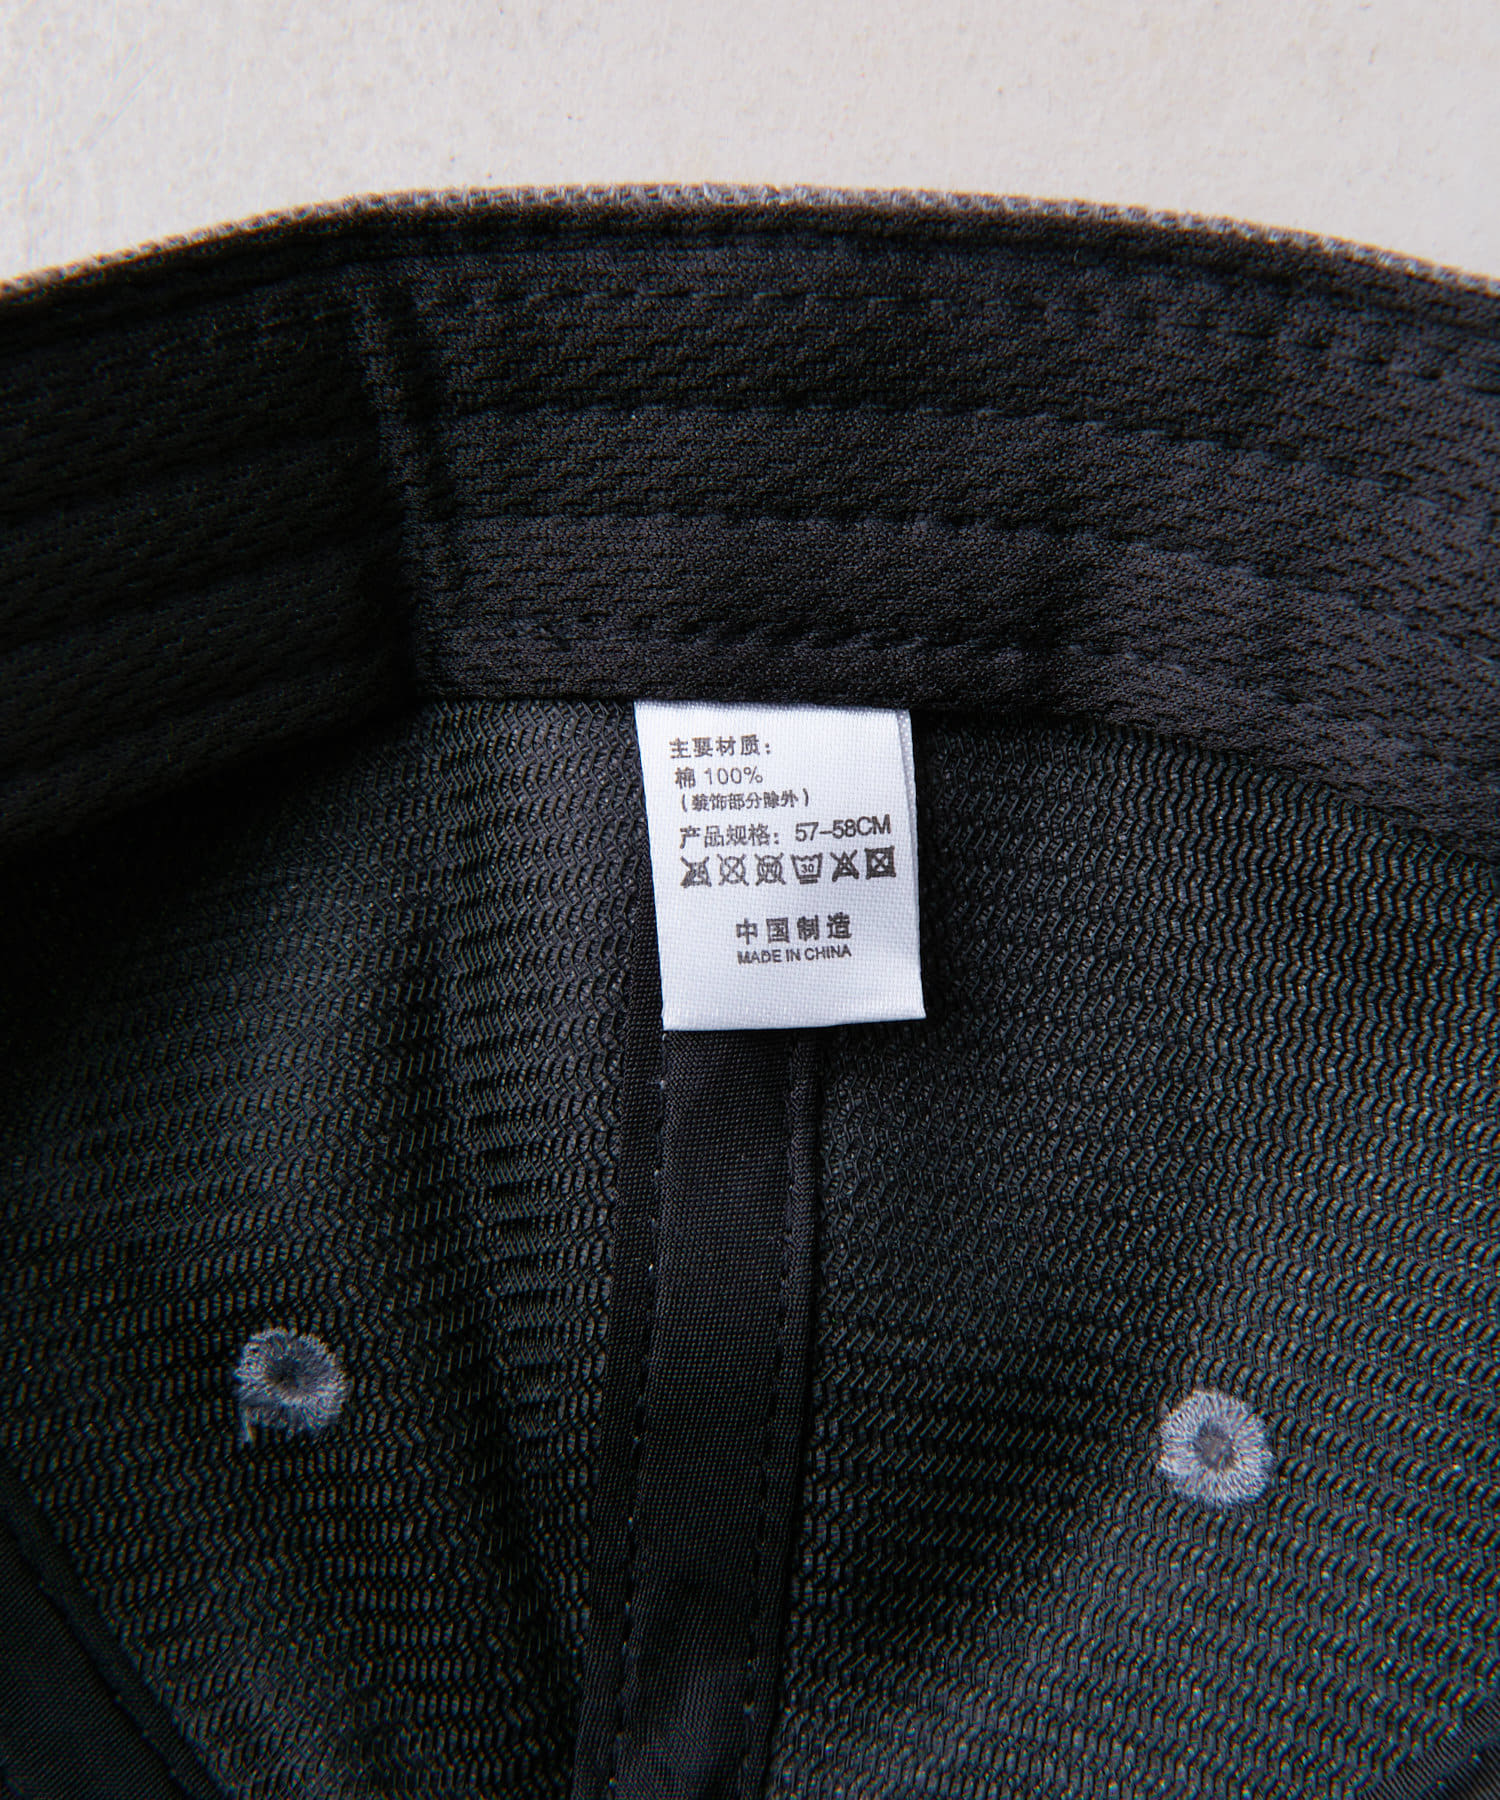 主要材质：
棉 100%
（装饰部分除外）
产品规格：57-58CM
30
中国制造
MADE IN CHINA